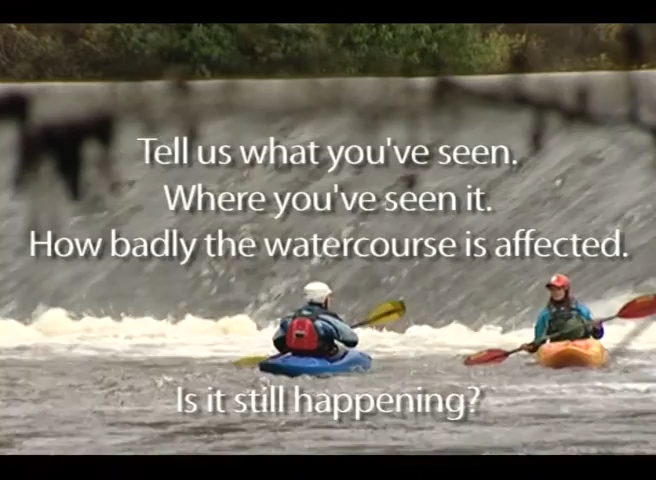 Tell us what you've seen.
Where you've seen it.
How badly the watercourse is affected.
Is it still happening?